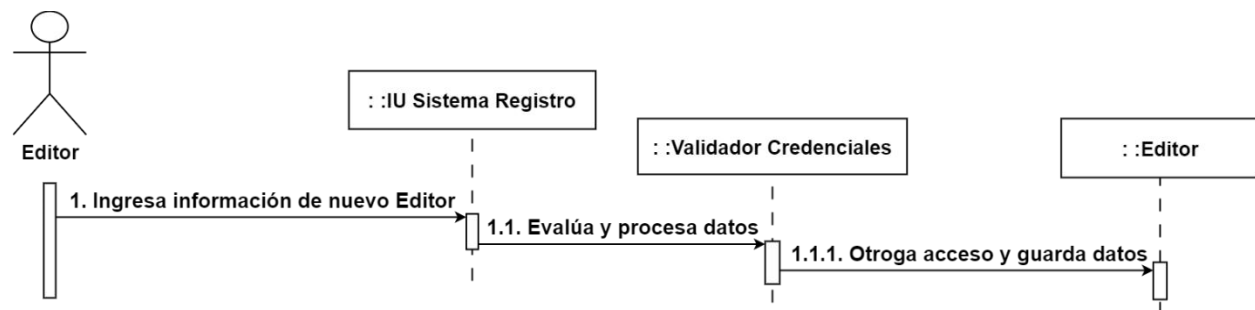 : :IU Sistema Registro
Editor
: :Validador Credenciales
: :Editor
1. Ingresa información de nuevo Editor
1.1. Evalúa y procesa datos
1.1.1. Otroga acceso y guarda datos